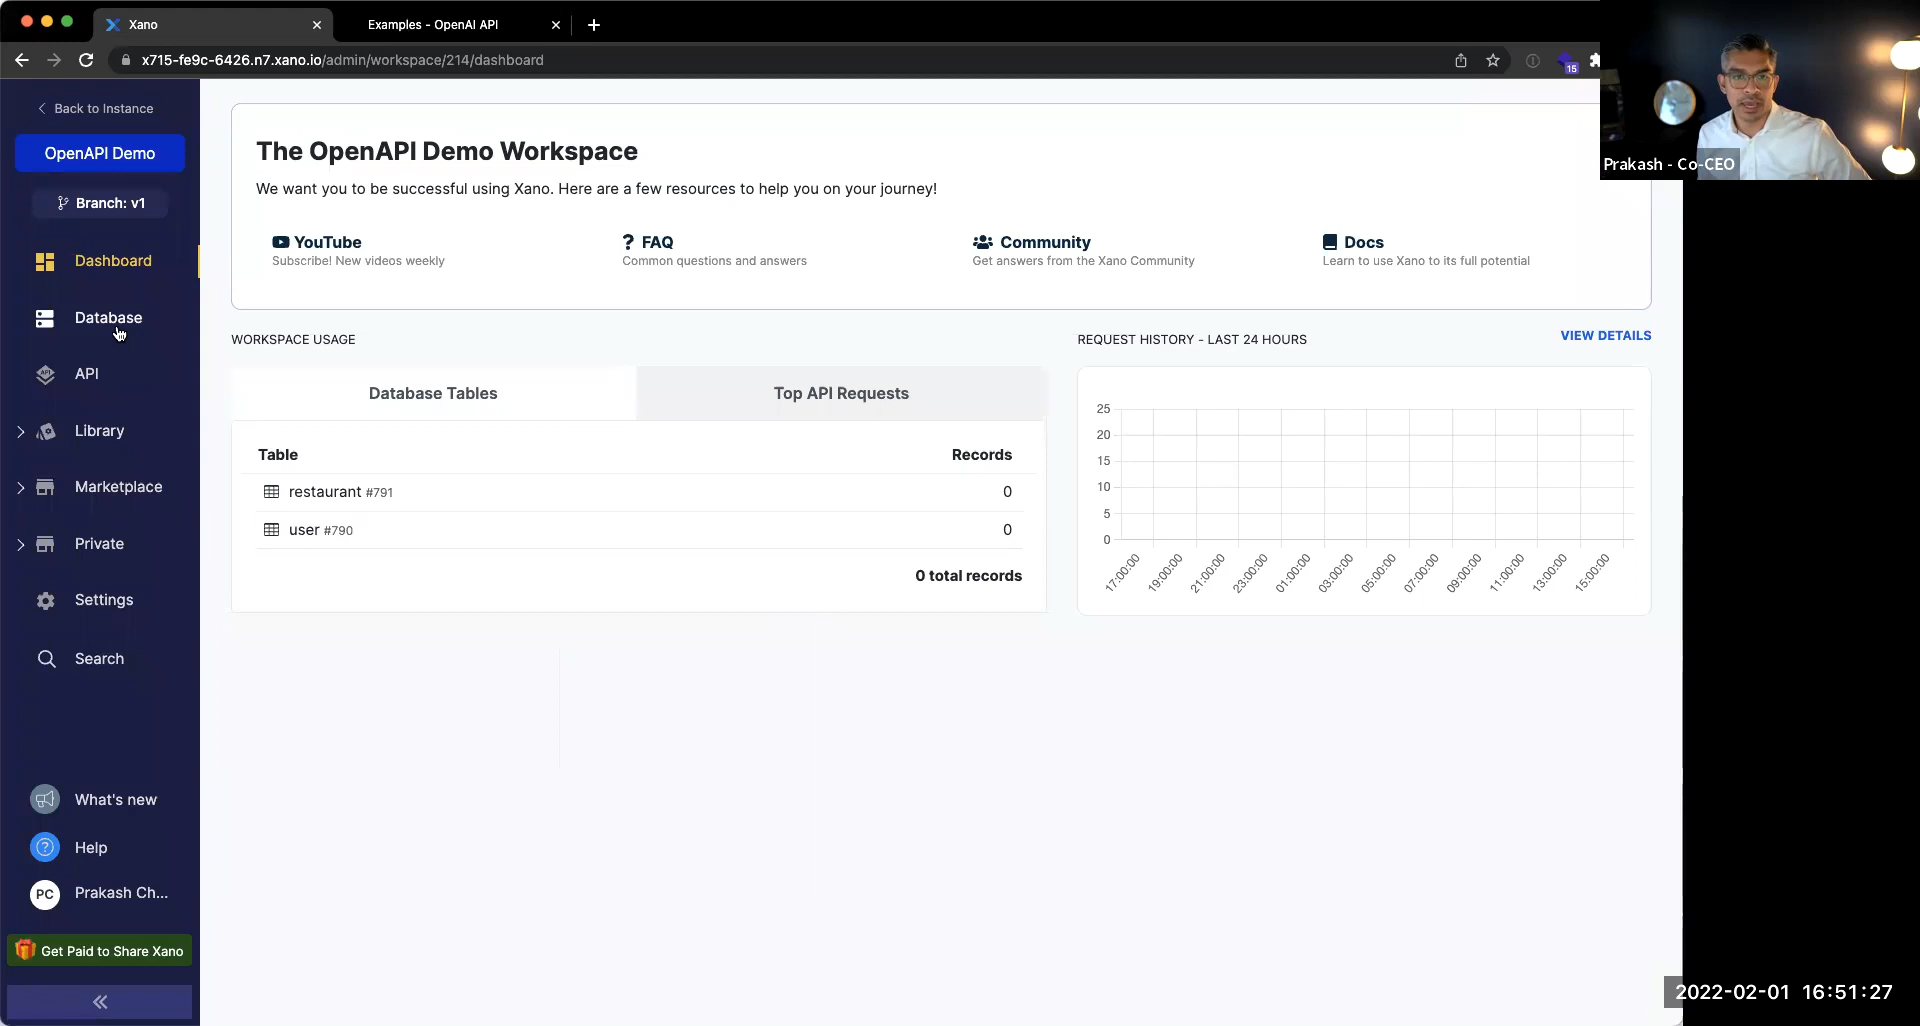 Xano
Examples - OpenAI API
x715-fe9c-6426.n7.xano.io/admin/workspace/214/dashboard
15
Prakash - Co-CEO
Back to Instance
OpenAPI Demo
Branch: v1
Dashboard
Database
API
Library
Marketplace
Private
Settings
Search
What's new
Help
PC
Prakash Ch...
Get Paid to Share Xano
The OpenAPI Demo Workspace
We want you to be successful using Xano. Here are a few resources to help you on your journey!
YouTube
Subscribe! New videos weekly
? FAQ
Common questions and answers
Community
Get answers from the Xano Community
Docs
Learn to use Xano to its full potential
WORKSPACE USAGE
Database Tables
Top API Requests
Table
Records
restaurant #791
0
user #790
0
0 total records
REQUEST HISTORY - LAST 24 HOURS
VIEW DETAILS
25
20
15
10
5
0
17:00:00
19:00:00
21:00:00
23:00:00
01:00:00
03:00:00
05:00:00
07:00:00
09:00:00
11:00:00
13:00:00
15:00:00
2022-02-01 16:51:27